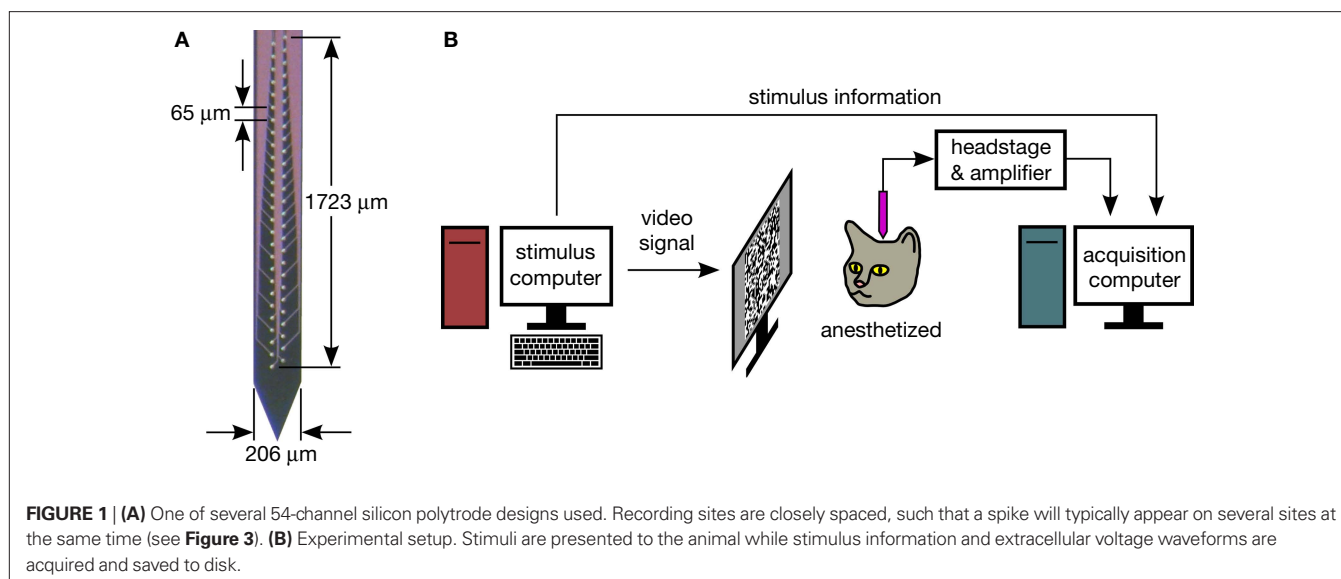 A
B
65 μm
1723 μm
206 μm
stimulus information
headstage
& amplifier
video
signal
stimulus
computer
acquisition
computer
anesthetized
FIGURE 1 | (A) One of several 54-channel silicon polytrode designs used. Recording sites are closely spaced, such that a spike will typically appear on several sites at
the same time (see Figure 3). (B) Experimental setup. Stimuli are presented to the animal while stimulus information and extracellular voltage waveforms are
acquired and saved to disk.